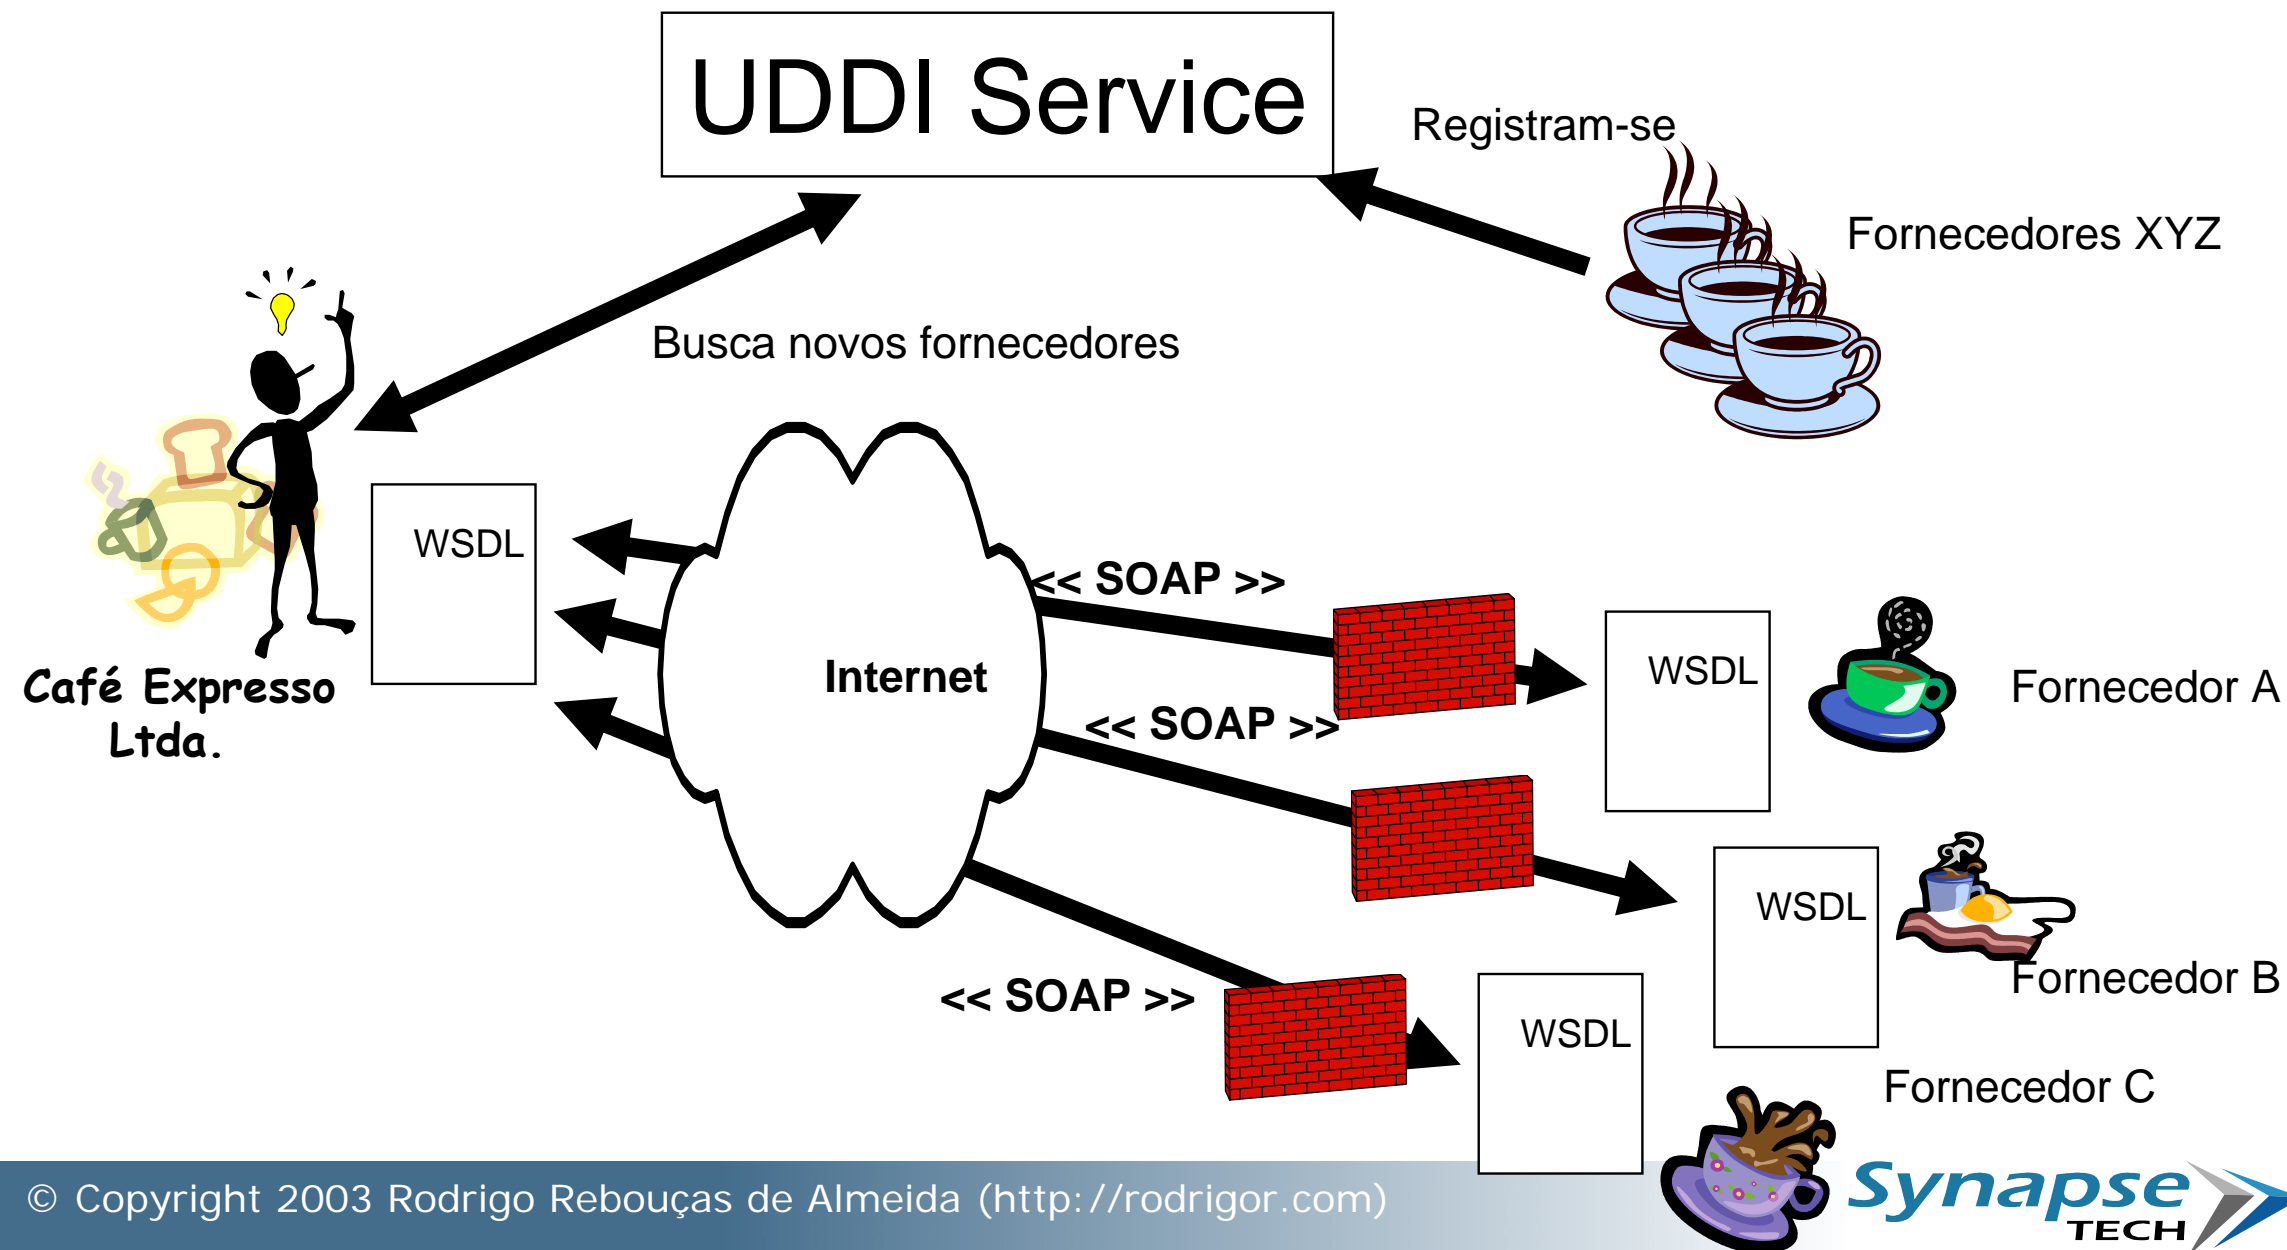 UDDI Service
Registram-se
Fornecedores XYZ
Busca novos fornecedores
WSDL
<< SOAP >>
Internet
WSDL
Fornecedor A
Café Expresso
Ltda.
<< SOAP >>
WSDL
Fornecedor B
<< SOAP >>
WSDL
Fornecedor C
© Copyright 2003 Rodrigo Rebouças de Almeida (http://rodrigor.com)
Synapse
TECH